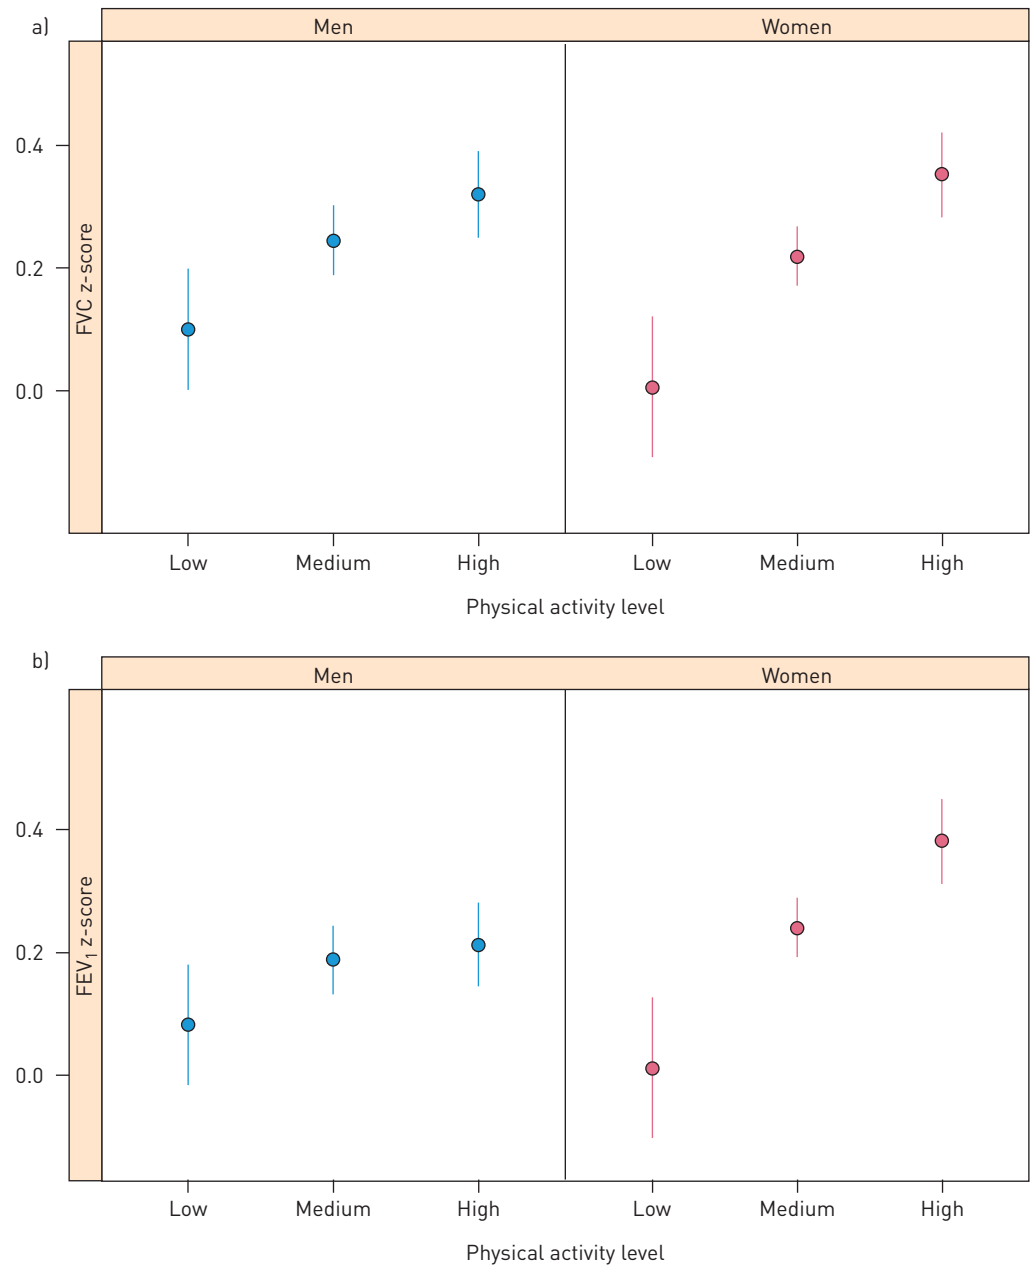 a)
Men
Women
FVC z-score
0.4
0.2
0.0
Low
Medium
High
Low
Medium
High
Physical activity level
b)
Men
Women
FEV₁ z-score
0.4
0.2
0.0
Low
Medium
High
Low
Medium
High
Physical activity level